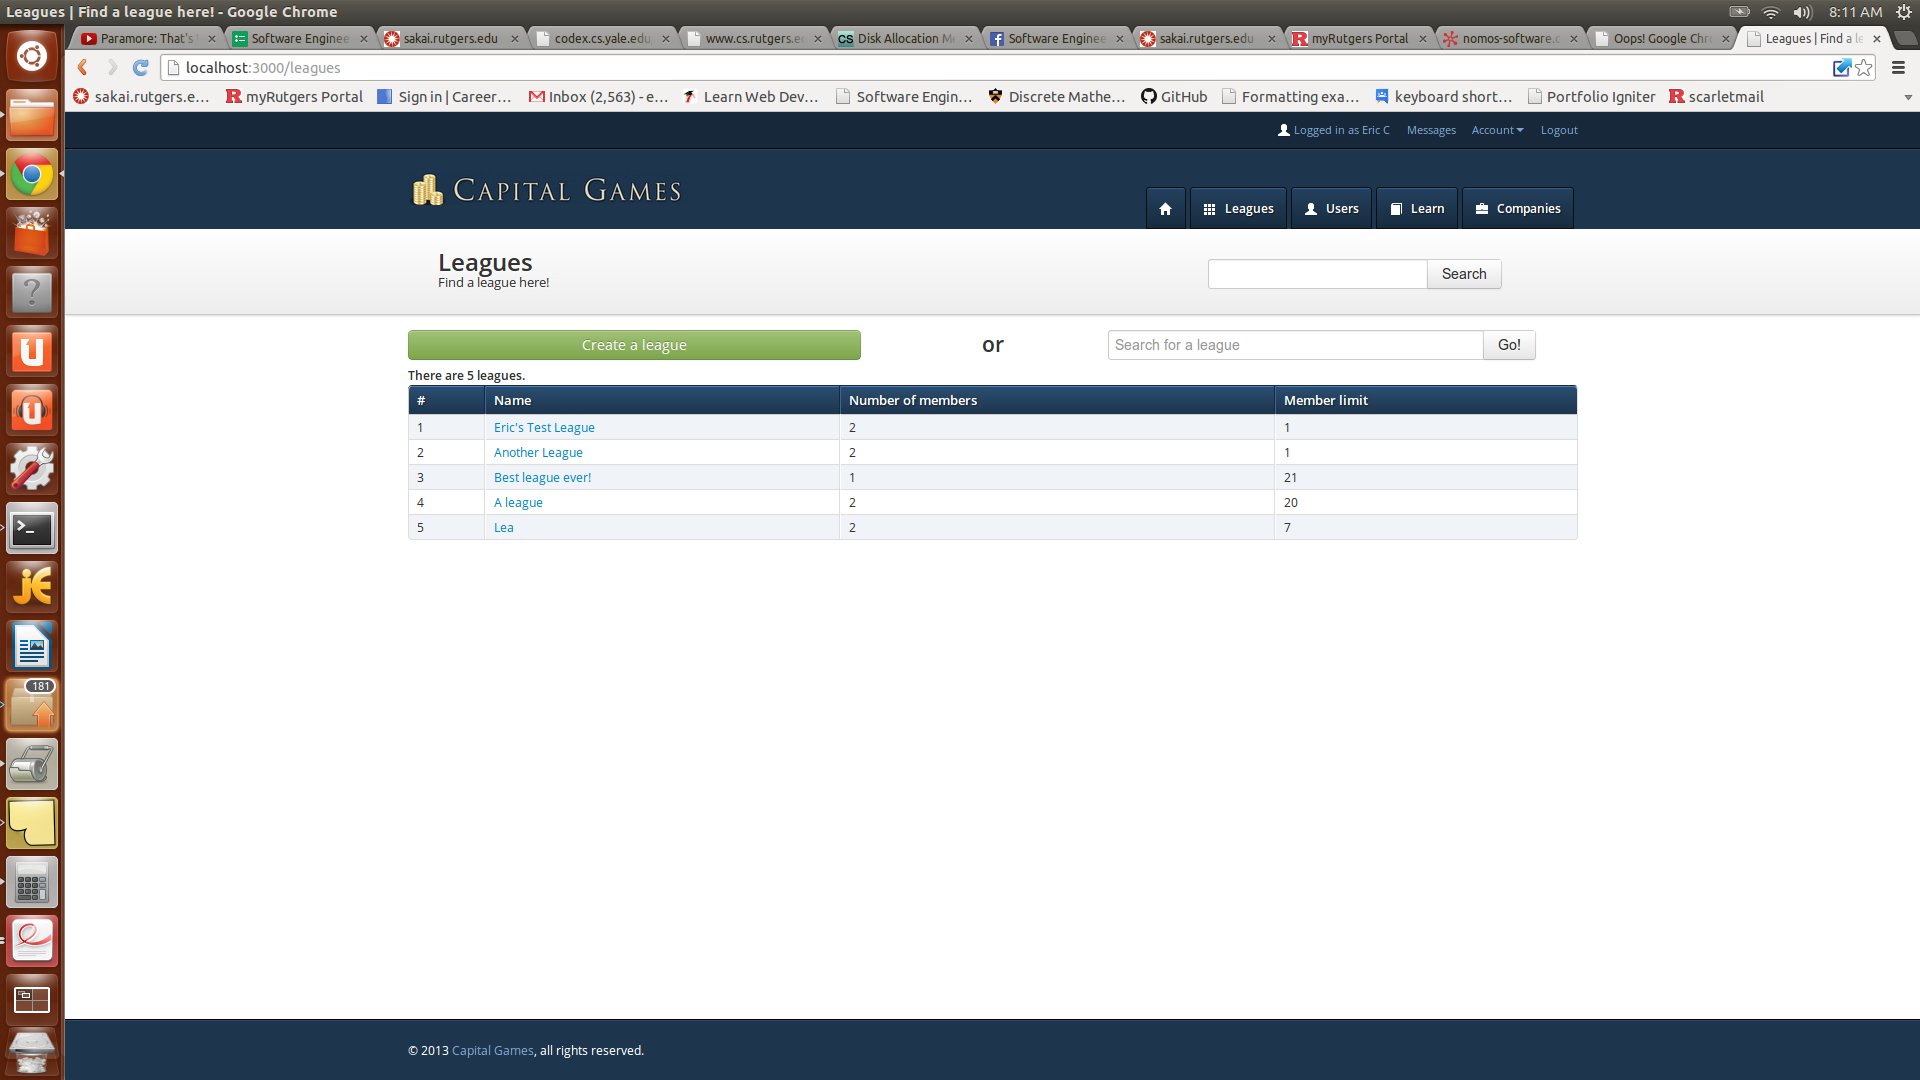 Leagues | Find a league here! - Google Chrome
8:11 AM
Paramore: That's
Software Enginee
sakai.rutgers.edu
codex.cs.yale.edu
www.cs.rutgers.e
Disk Allocation M
Software Enginee
sakai.rutgers.edu
myRutgers Portal
nomos-software.c
Oops! Google Chr
Leagues | Find a le
localhost:3000/leagues
sakai.rutgers.e...
myRutgers Portal
Sign in | Career...
Inbox (2,563) - e...
Learn Web Dev...
Software Engin...
Discrete Mathe...
GitHub
Formatting exa...
keyboard short...
Portfolio Igniter
scarletmail
Logged in as Eric C
Messages
Account
Logout
Capital Games
Leagues
Users
Learn
Companies
Leagues
Find a league here!
Search
Create a league
or
Search for a league
Go!
There are 5 leagues.
# Name Number of members Member limit
1 Eric's Test League 2 1
2 Another League 2 1
3 Best league ever! 1 21
4 A league 2 20
5 Lea 2 7
181
© 2013 Capital Games, all rights reserved.